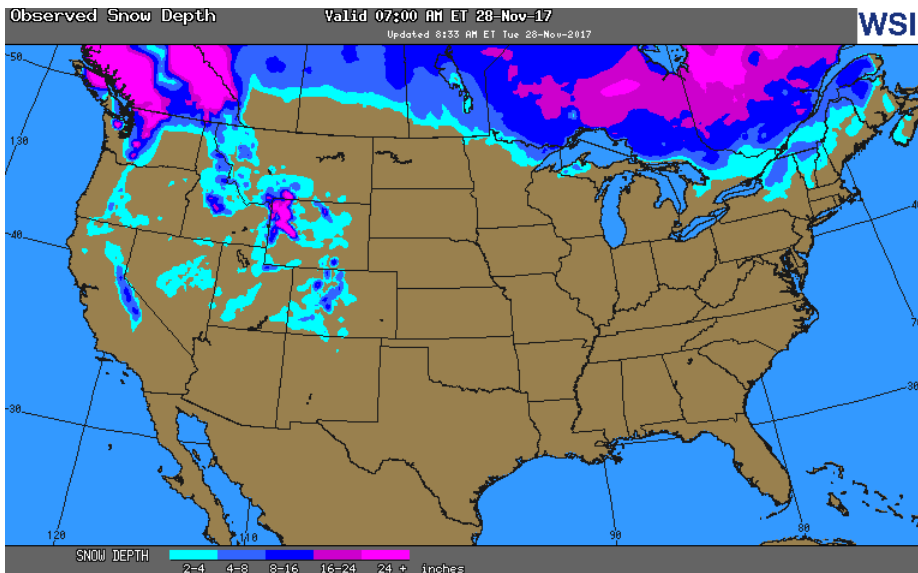 Observed Snow Depth Valid 07:00 AM ET 28-Nov-17
Updated 8:33 AM ET Tue 28-Nov-2017
WSI
50
130
40
30
120
110
90
80
30
SNOW DEPTH
2-4 4-8 8-16 16-24 24 + inches